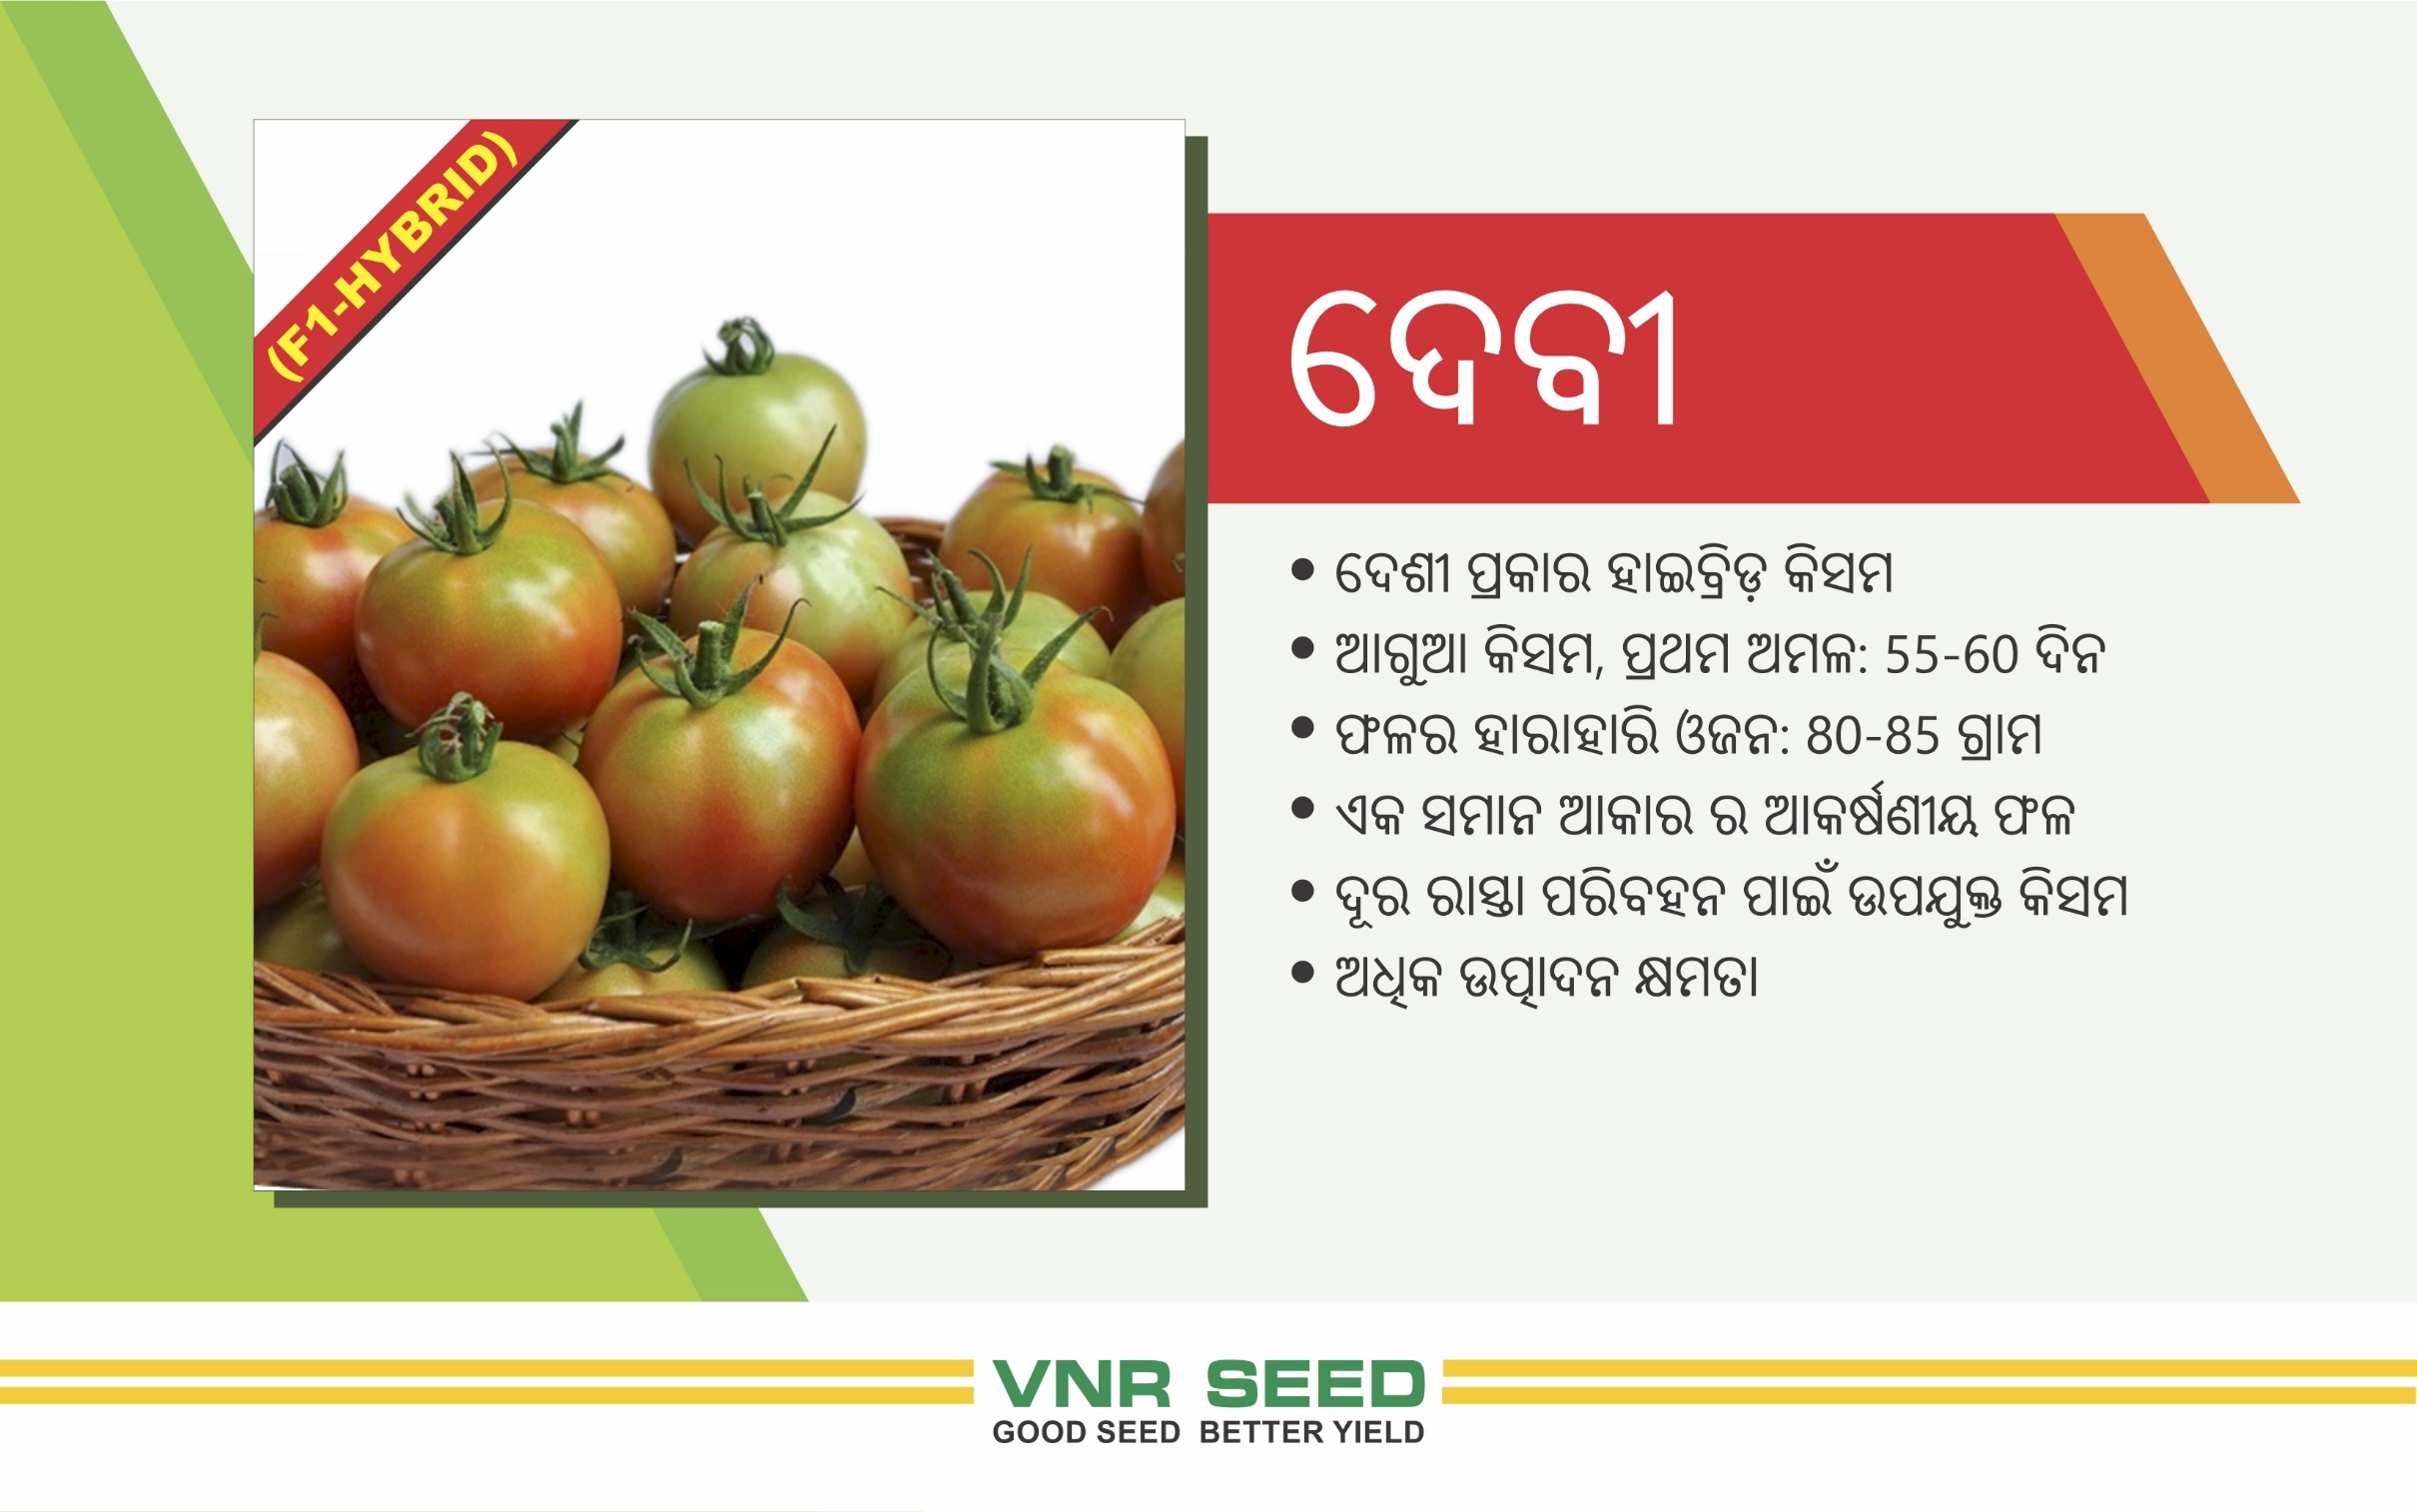 (F1-HYBRID)
ଦେବୀ
• ଦେଶୀ ପ୍ରକାର ହାଇବ୍ରିଡ଼ କିସମ
• ଆଗୁଆ କିସମ, ପ୍ରଥମ ଅମଳ: 55-60 ଦିନ
• ଫଳର ହାରାହାରି ଓଜନ: 80-85 ଗ୍ରାମ
• ଏକ ସମାନ ଆକାର ର ଆକର୍ଷଣୀୟ ଫଳ
• ଦୂର ରାସ୍ତା ପରିବହନ ପାଇଁ ଉପଯୁକ୍ତ କିସମ
• ଅଧିକ ଉତ୍ପାଦନ କ୍ଷମତା
VNR SEED
GOOD SEED BETTER YIELD